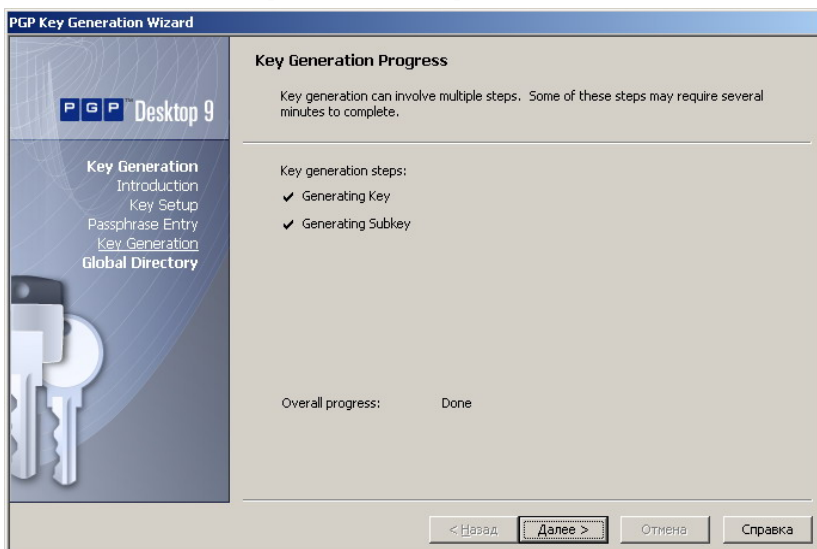 PGP Key Generation Wizard
PGP™ Desktop 9
Key Generation
Introduction
Key Setup
Passphrase Entry
Key Generation
Global Directory
Key Generation Progress
Key generation can involve multiple steps. Some of these steps may require several
minutes to complete.
Key generation steps:
✓ Generating Key
✓ Generating Subkey
Overall progress: Done
< Назад Далее > Отмена Справка